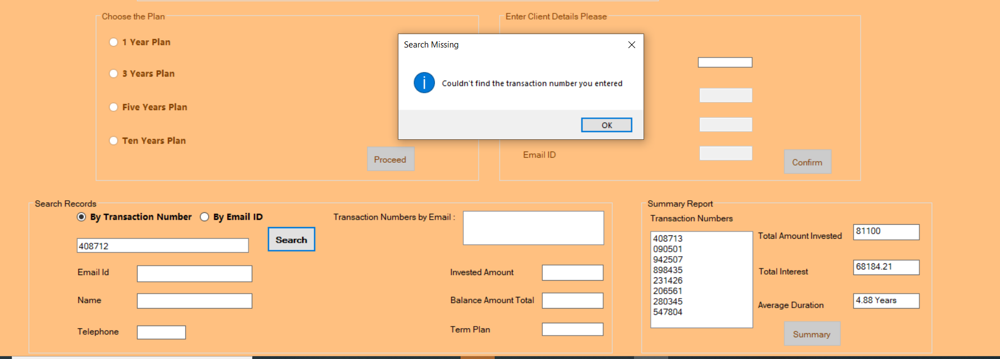 Choose the Plan
1 Year Plan
3 Years Plan
Five Years Plan
Ten Years Plan
Proceed
Enter Client Details Please
Email ID
Confirm
Search Missing
Couldn't find the transaction number you entered
OK
Search Records
By Transaction Number
By Email ID
408712
Search
Transaction Numbers by Email :
Email Id
Name
Telephone
Invested Amount
Balance Amount Total
Term Plan
Summary Report
Transaction Numbers
408713
090501
942507
898435
231426
206561
280345
547804
Total Amount Invested
81100
Total Interest
68184.21
Average Duration
4.88 Years
Summary